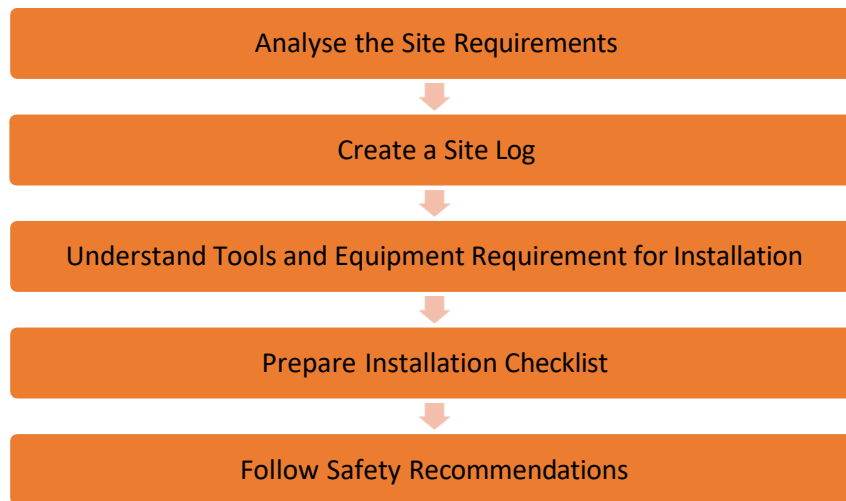 Analyse the Site Requirements
Create a Site Log
Understand Tools and Equipment Requirement for Installation
Prepare Installation Checklist
Follow Safety Recommendations